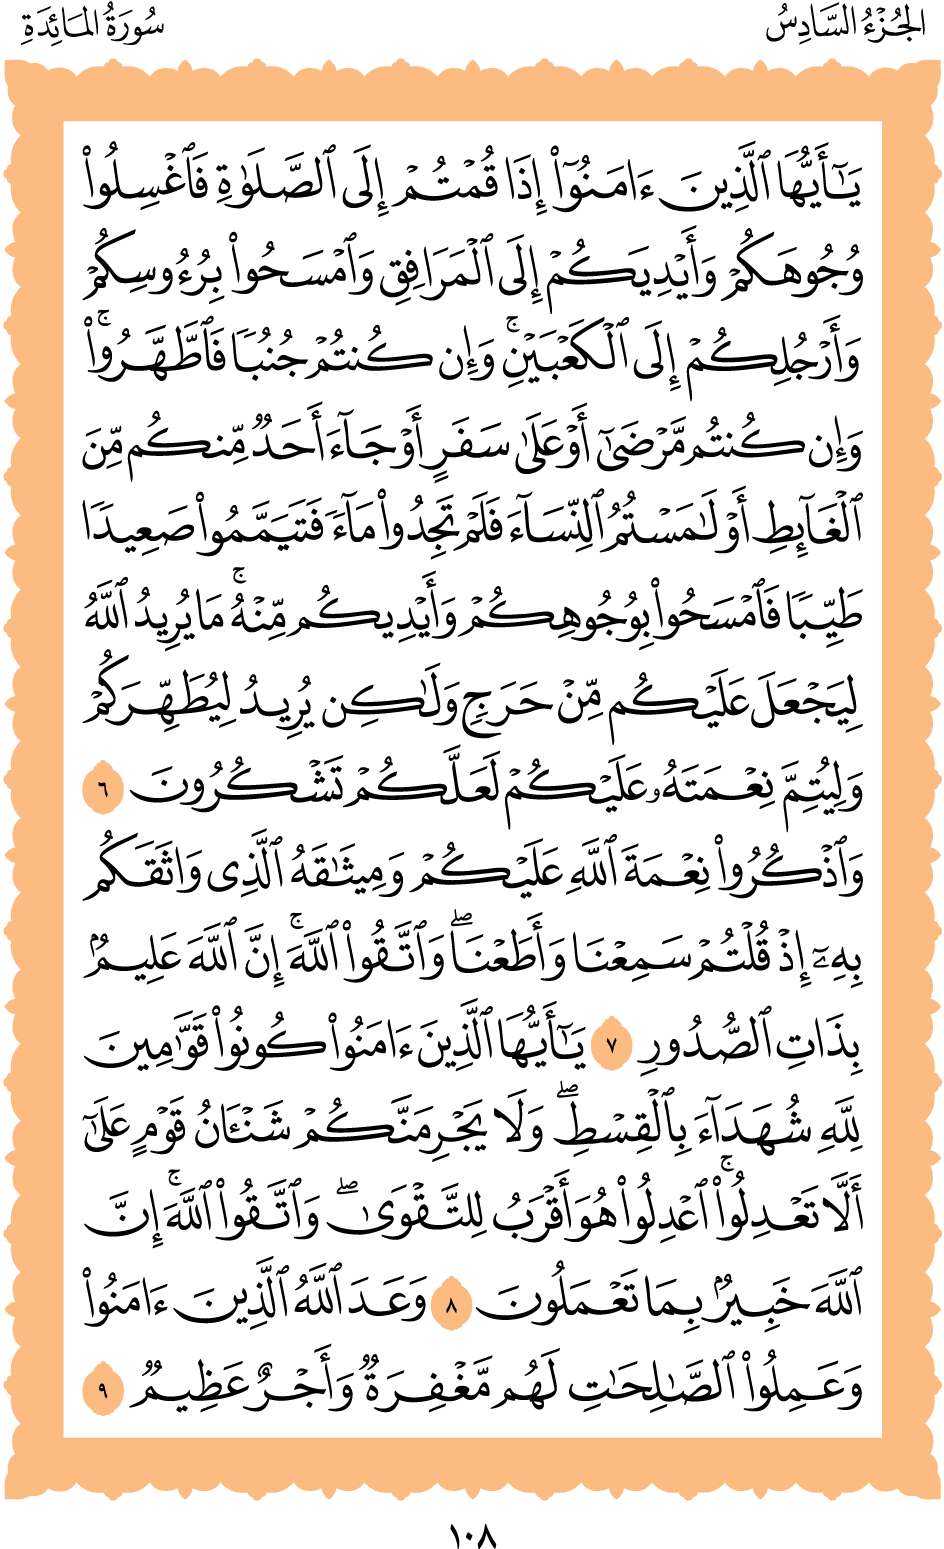 الجُزْءُ السَّادِسُ
سُورَةُ المَائِدَةِ
يَٰٓأَيُّهَا ٱلَّذِينَ ءَامَنُوٓاْ إِذَا قُمۡتُمۡ إِلَى ٱلصَّلَوٰةِ فَٱغۡسِلُواْ
وُجُوهَكُمۡ وَأَيۡدِيَكُمۡ إِلَى ٱلۡمَرَافِقِ وَٱمۡسَحُواْ بِرُءُوسِكُمۡ
وَأَرۡجُلِكُمۡ إِلَى ٱلۡكَعۡبَيۡنِۚ وَإِن كُنتُمۡ جُنُبٗا فَٱطَّهَّرُواْۚ
وَإِن كُنتُم مَّرۡضَىٰٓ أَوۡ عَلَىٰ سَفَرٍ أَوۡ جَآءَ أَحَدٞ مِّنكُم مِّنَ
ٱلۡغَآئِطِ أَوۡ لَٰمَسۡتُمُ ٱلنِّسَآءَ فَلَمۡ تَجِدُواْ مَآءٗ فَتَيَمَّمُواْ صَعِيدٗا
طَيِّبٗا فَٱمۡسَحُواْ بِوُجُوهِكُمۡ وَأَيۡدِيكُم مِّنۡهُۚ مَا يُرِيدُ ٱللَّهُ
لِيَجۡعَلَ عَلَيۡكُم مِّنۡ حَرَجٖ وَلَٰكِن يُرِيدُ لِيُطَهِّرَكُمۡ
وَلِيُتِمَّ نِعۡمَتَهُۥ عَلَيۡكُمۡ لَعَلَّكُمۡ تَشۡكُرُونَ ٦
وَٱذۡكُرُواْ نِعۡمَةَ ٱللَّهِ عَلَيۡكُمۡ وَمِيثَٰقَهُ ٱلَّذِي وَاثَقَكُم
بِهِۦٓ إِذۡ قُلۡتُمۡ سَمِعۡنَا وَأَطَعۡنَاۖ وَٱتَّقُواْ ٱللَّهَۚ إِنَّ ٱللَّهَ عَلِيمُۢ
بِذَاتِ ٱلصُّدُورِ ٧ يَٰٓأَيُّهَا ٱلَّذِينَ ءَامَنُواْ كُونُواْ قَوَّٰمِينَ
لِلَّهِ شُهَدَآءَ بِٱلۡقِسۡطِۖ وَلَا يَجۡرِمَنَّكُمۡ شَنَـَٔانُ قَوۡمٍ عَلَىٰٓ
أَلَّا تَعۡدِلُواْۚ ٱعۡدِلُواْ هُوَ أَقۡرَبُ لِلتَّقۡوَىٰۖ وَٱتَّقُواْ ٱللَّهَۚ إِنَّ
ٱللَّهَ خَبِيرُۢ بِمَا تَعۡمَلُونَ ٨ وَعَدَ ٱللَّهُ ٱلَّذِينَ ءَامَنُواْ
وَعَمِلُواْ ٱلصَّٰلِحَٰتِ لَهُم مَّغۡفِرَةٞ وَأَجۡرٌ عَظِيمٞ ٩
١٠٨